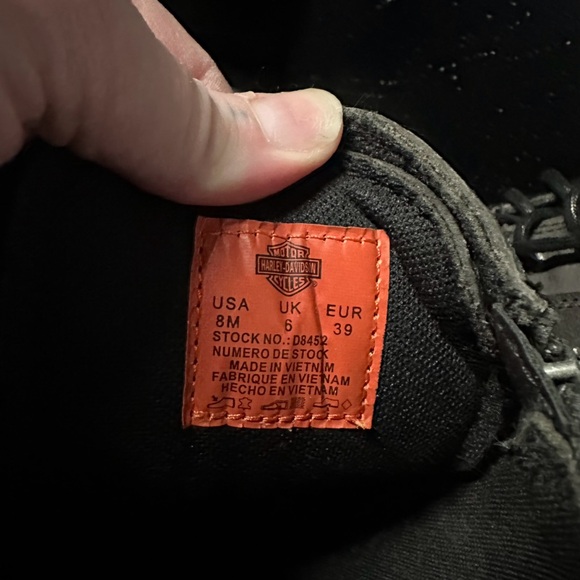 MOTOR
HARLEY-DAVIDSON
CYCLES
USA UK EUR
8M 6 39
STOCK NO.: D84512
NUMERO DE STOCK
MADE IN VIETNAM
FABRIQUE EN VIETNAM
HECHO EN VIETNAM